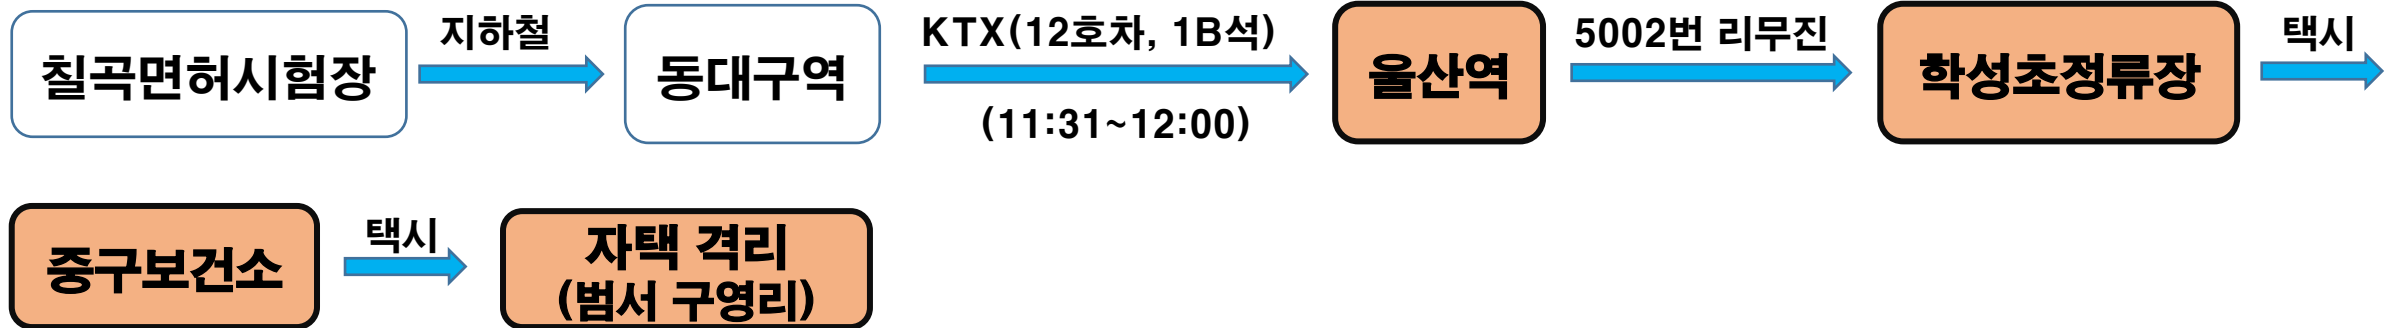 칠곡면허시험장
지하철
동대구역
KTX(12호차, 1B석)
(11:31~12:00)
울산역
5002번 리무진
학성초정류장
택시
중구보건소
택시
자택 격리
(범서 구영리)